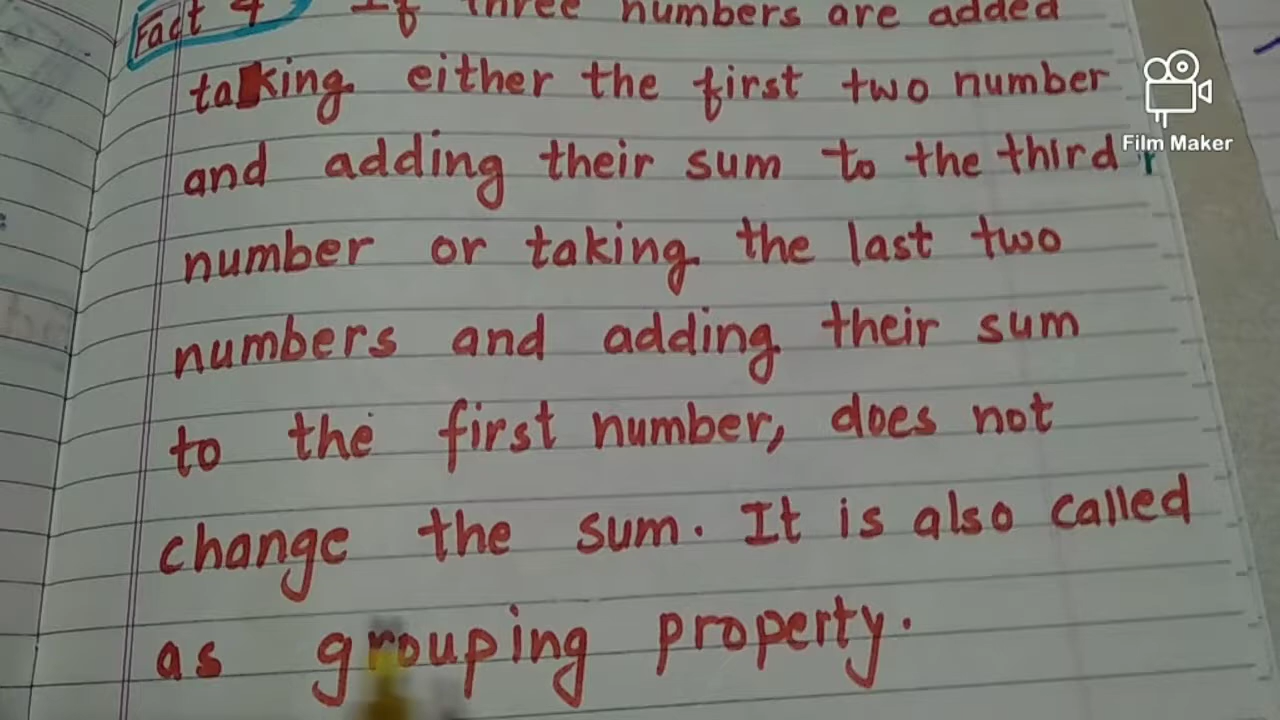 Fact 4 If three numbers are added
taking either the first two number
and adding their sum to the third
number or taking the last two
numbers and adding their sum
to the first number, does not
change the sum. It is also called
as grouping property.
Film Maker